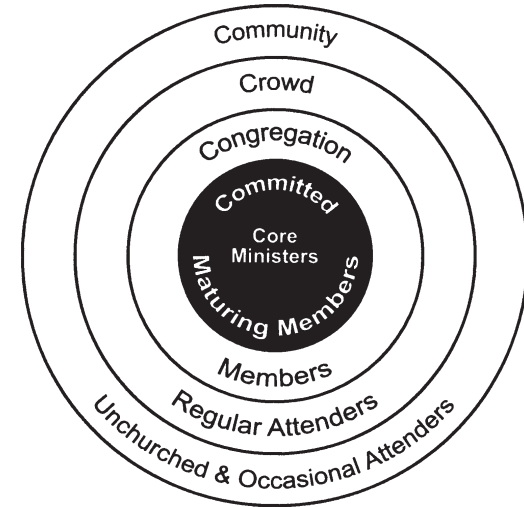 Community
Crowd
Congregation
Committed
Core
Ministers
Maturing Members
Members
Regular Attenders
Unchurched & Occasional Attenders